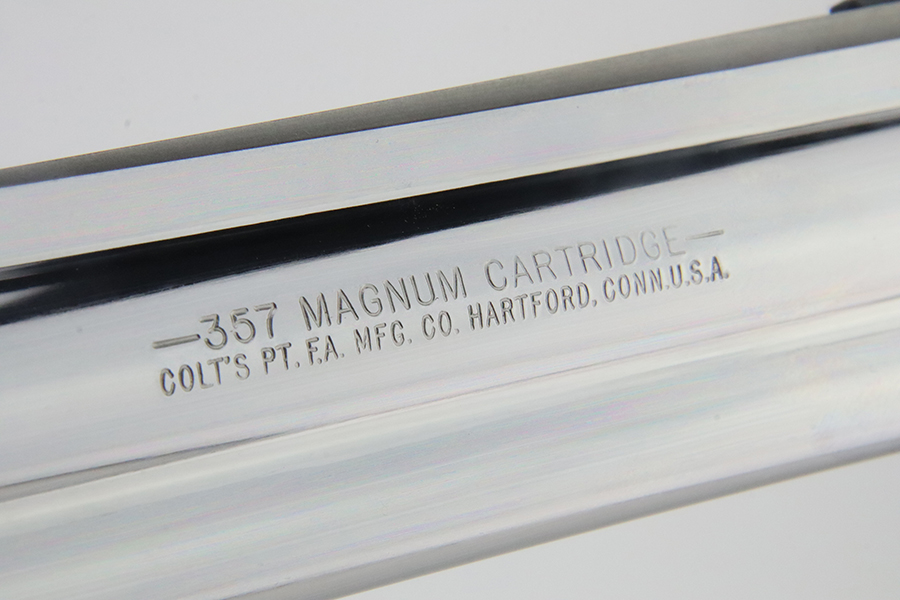 —357 MAGNUM CARTRIDGE—
COLT'S PT. F.A. MFG. CO. HARTFORD, CONN. U.S.A.